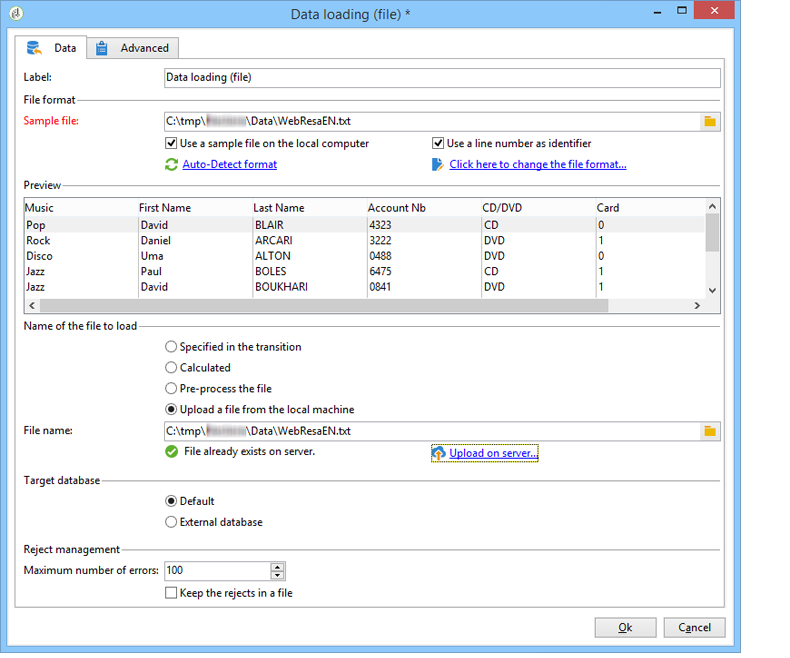 Data loading (file) *
Data Advanced
Label: Data loading (file)
File format
Sample file: C:\tmp\ \Data\WebResaEN.txt
Use a sample file on the local computer Use a line number as identifier
Auto-Detect format Click here to change the file format...
Preview
Music First Name Last Name Account Nb CD/DVD Card
Pop David BLAIR 4323 CD 0
Rock Daniel ARCARI 3222 DVD 1
Disco Uma ALTON 0488 DVD 0
Jazz Paul BOLES 6475 CD 1
Jazz David BOUKHARI 0841 DVD 1
Name of the file to load
Specified in the transition
Calculated
Pre-process the file
Upload a file from the local machine
File name: C:\tmp\ \Data\WebResaEN.txt
File already exists on server. Upload on server...
Target database
Default
External database
Reject management
Maximum number of errors: 100
Keep the rejects in a file
Ok Cancel